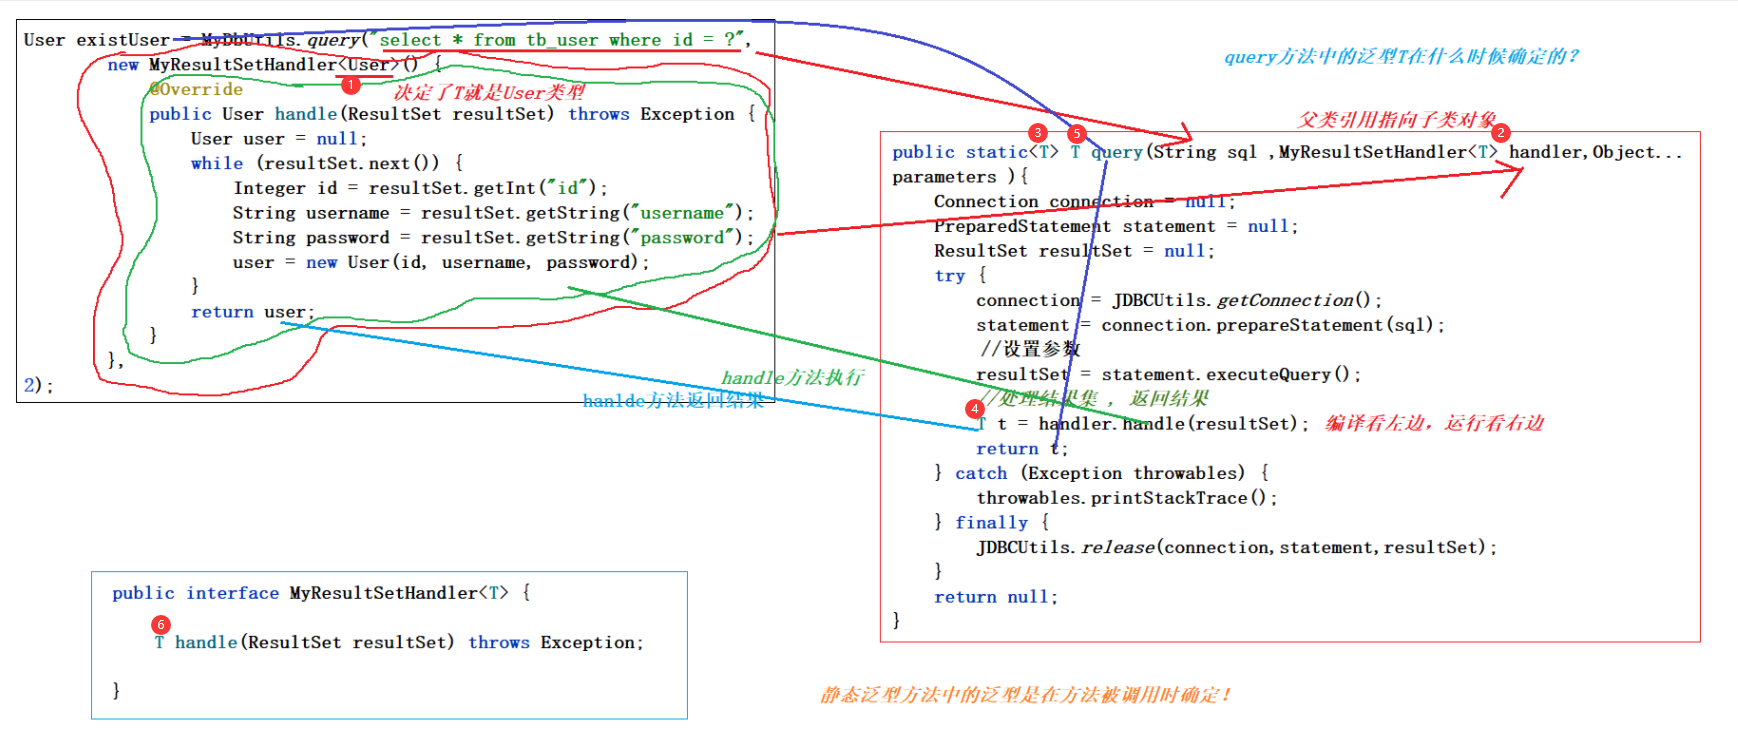 User existUser = MyDbUtils.query("select * from tb_user where id = ?",
new MyResultSetHandler<User>() {
@Override
1
决定了T就是User类型
public User handle(ResultSet resultSet) throws Exception {
User user = null;
while (resultSet.next()) {
Integer id = resultSet.getInt("id");
String username = resultSet.getString("username");
String password = resultSet.getString("password");
user = new User(id, username, password);
}
return user;
}
},
2);
handle方法执行
hanlde方法返回结果
query方法中的泛型T在什么时候确定的？
父类引用指向子类对象
3
5
2
public static<T> T query(String sql ,MyResultSetHandler<T> handler,Object...
parameters ){
Connection connection = null;
PreparedStatement statement = null;
ResultSet resultSet = null;
try {
connection = JDBCUtils.getConnection();
statement = connection.prepareStatement(sql);
//设置参数
resultSet = statement.executeQuery();
//处理结果集 , 返回结果
4
T t = handler.handle(resultSet);
编译看左边，运行看右边
return t;
} catch (Exception throwables) {
throwables.printStackTrace();
} finally {
JDBCUtils.release(connection,statement,resultSet);
}
return null;
}
public interface MyResultSetHandler<T> {
6
T handle(ResultSet resultSet) throws Exception;
}
静态泛型方法中的泛型是在方法被调用时确定！